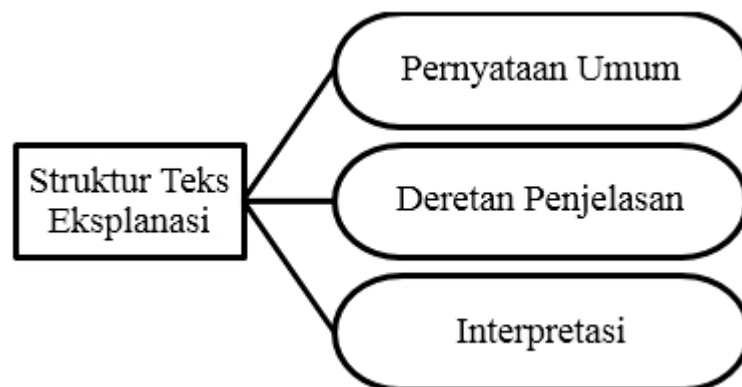 Struktur Teks
Eksplanasi
Pernyataan Umum
Deretan Penjelasan
Interpretasi